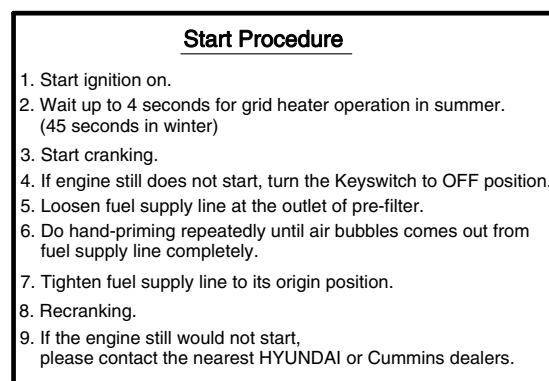 Start Procedure
1. Start ignition on.
2. Wait up to 4 seconds for grid heater operation in summer.
(45 seconds in winter)
3. Start cranking.
4. If engine still does not start, turn the Keyswitch to OFF position.
5. Loosen fuel supply line at the outlet of pre-filter.
6. Do hand-priming repeatedly until air bubbles comes out from
fuel supply line completely.
7. Tighten fuel supply line to its origin position.
8. Recranking.
9. If the engine still would not start,
please contact the nearest HYUNDAI or Cummins dealers.